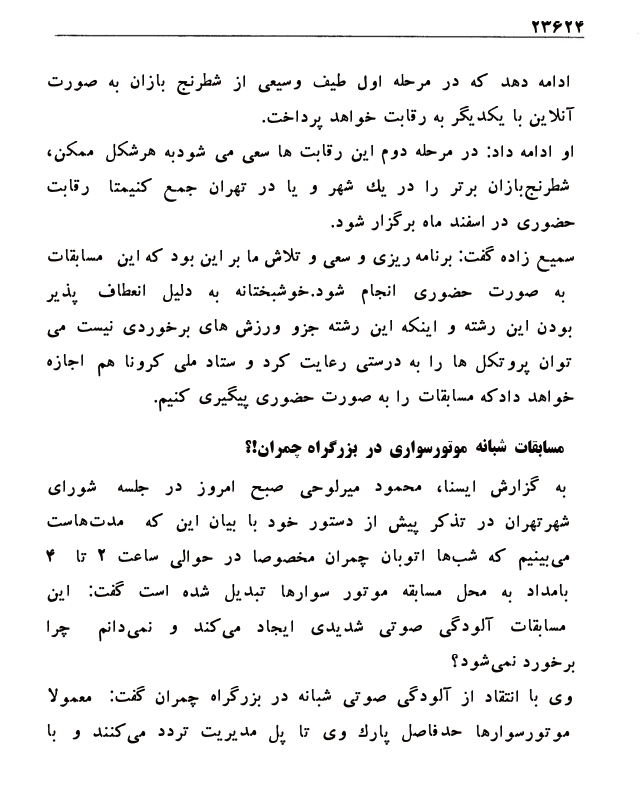 ۲۳۶۲۴
ادامه دهد که در مرحله اول طیف وسیعی از شطرنج بازان به صورت
آنلاین با یکدیگر به رقابت خواهد پرداخت.
او ادامه داد: در مرحله دوم این رقابت ها سعی می شودبه هرشکل ممکن،
شطرنج‌بازان برتر را در یك شهر و یا در تهران جمع کنیمتا رقابت
حضوری در اسفند ماه برگزار شود.
سمیع زاده گفت: برنامه ریزی و سعی و تلاش ما بر این بود که این مسابقات
به صورت حضوری انجام شود.خوشبختانه به دلیل انعطاف پذیر
بودن این رشته و اینکه این رشته جزو ورزش های برخوردی نیست می
توان پروتکل ها را به درستی رعایت کرد و ستاد ملی کرونا هم اجازه
خواهد دادکه مسابقات را به صورت حضوری پیگیری کنیم.
مسابقات شبانه موتورسواری در بزرگراه چمران!؟
به گزارش ایسنا، محمود میرلوحی صبح امروز در جلسه شورای
شهرتهران در تذکر پیش از دستور خود با بیان این که مدت‌هاست
می‌بینیم که شب‌ها اتوبان چمران مخصوصا در حوالی ساعت ۲ تا ۴
بامداد به محل مسابقه موتور سوارها تبدیل شده است گفت: این
مسابقات آلودگی صوتی شدیدی ایجاد می‌کند و نمی‌دانم چرا
برخورد نمی‌شود؟
وی با انتقاد از آلودگی صوتی شبانه در بزرگراه چمران گفت: معمولا
موتورسوارها حدفاصل پارك وی تا پل مدیریت تردد می‌کنند و با